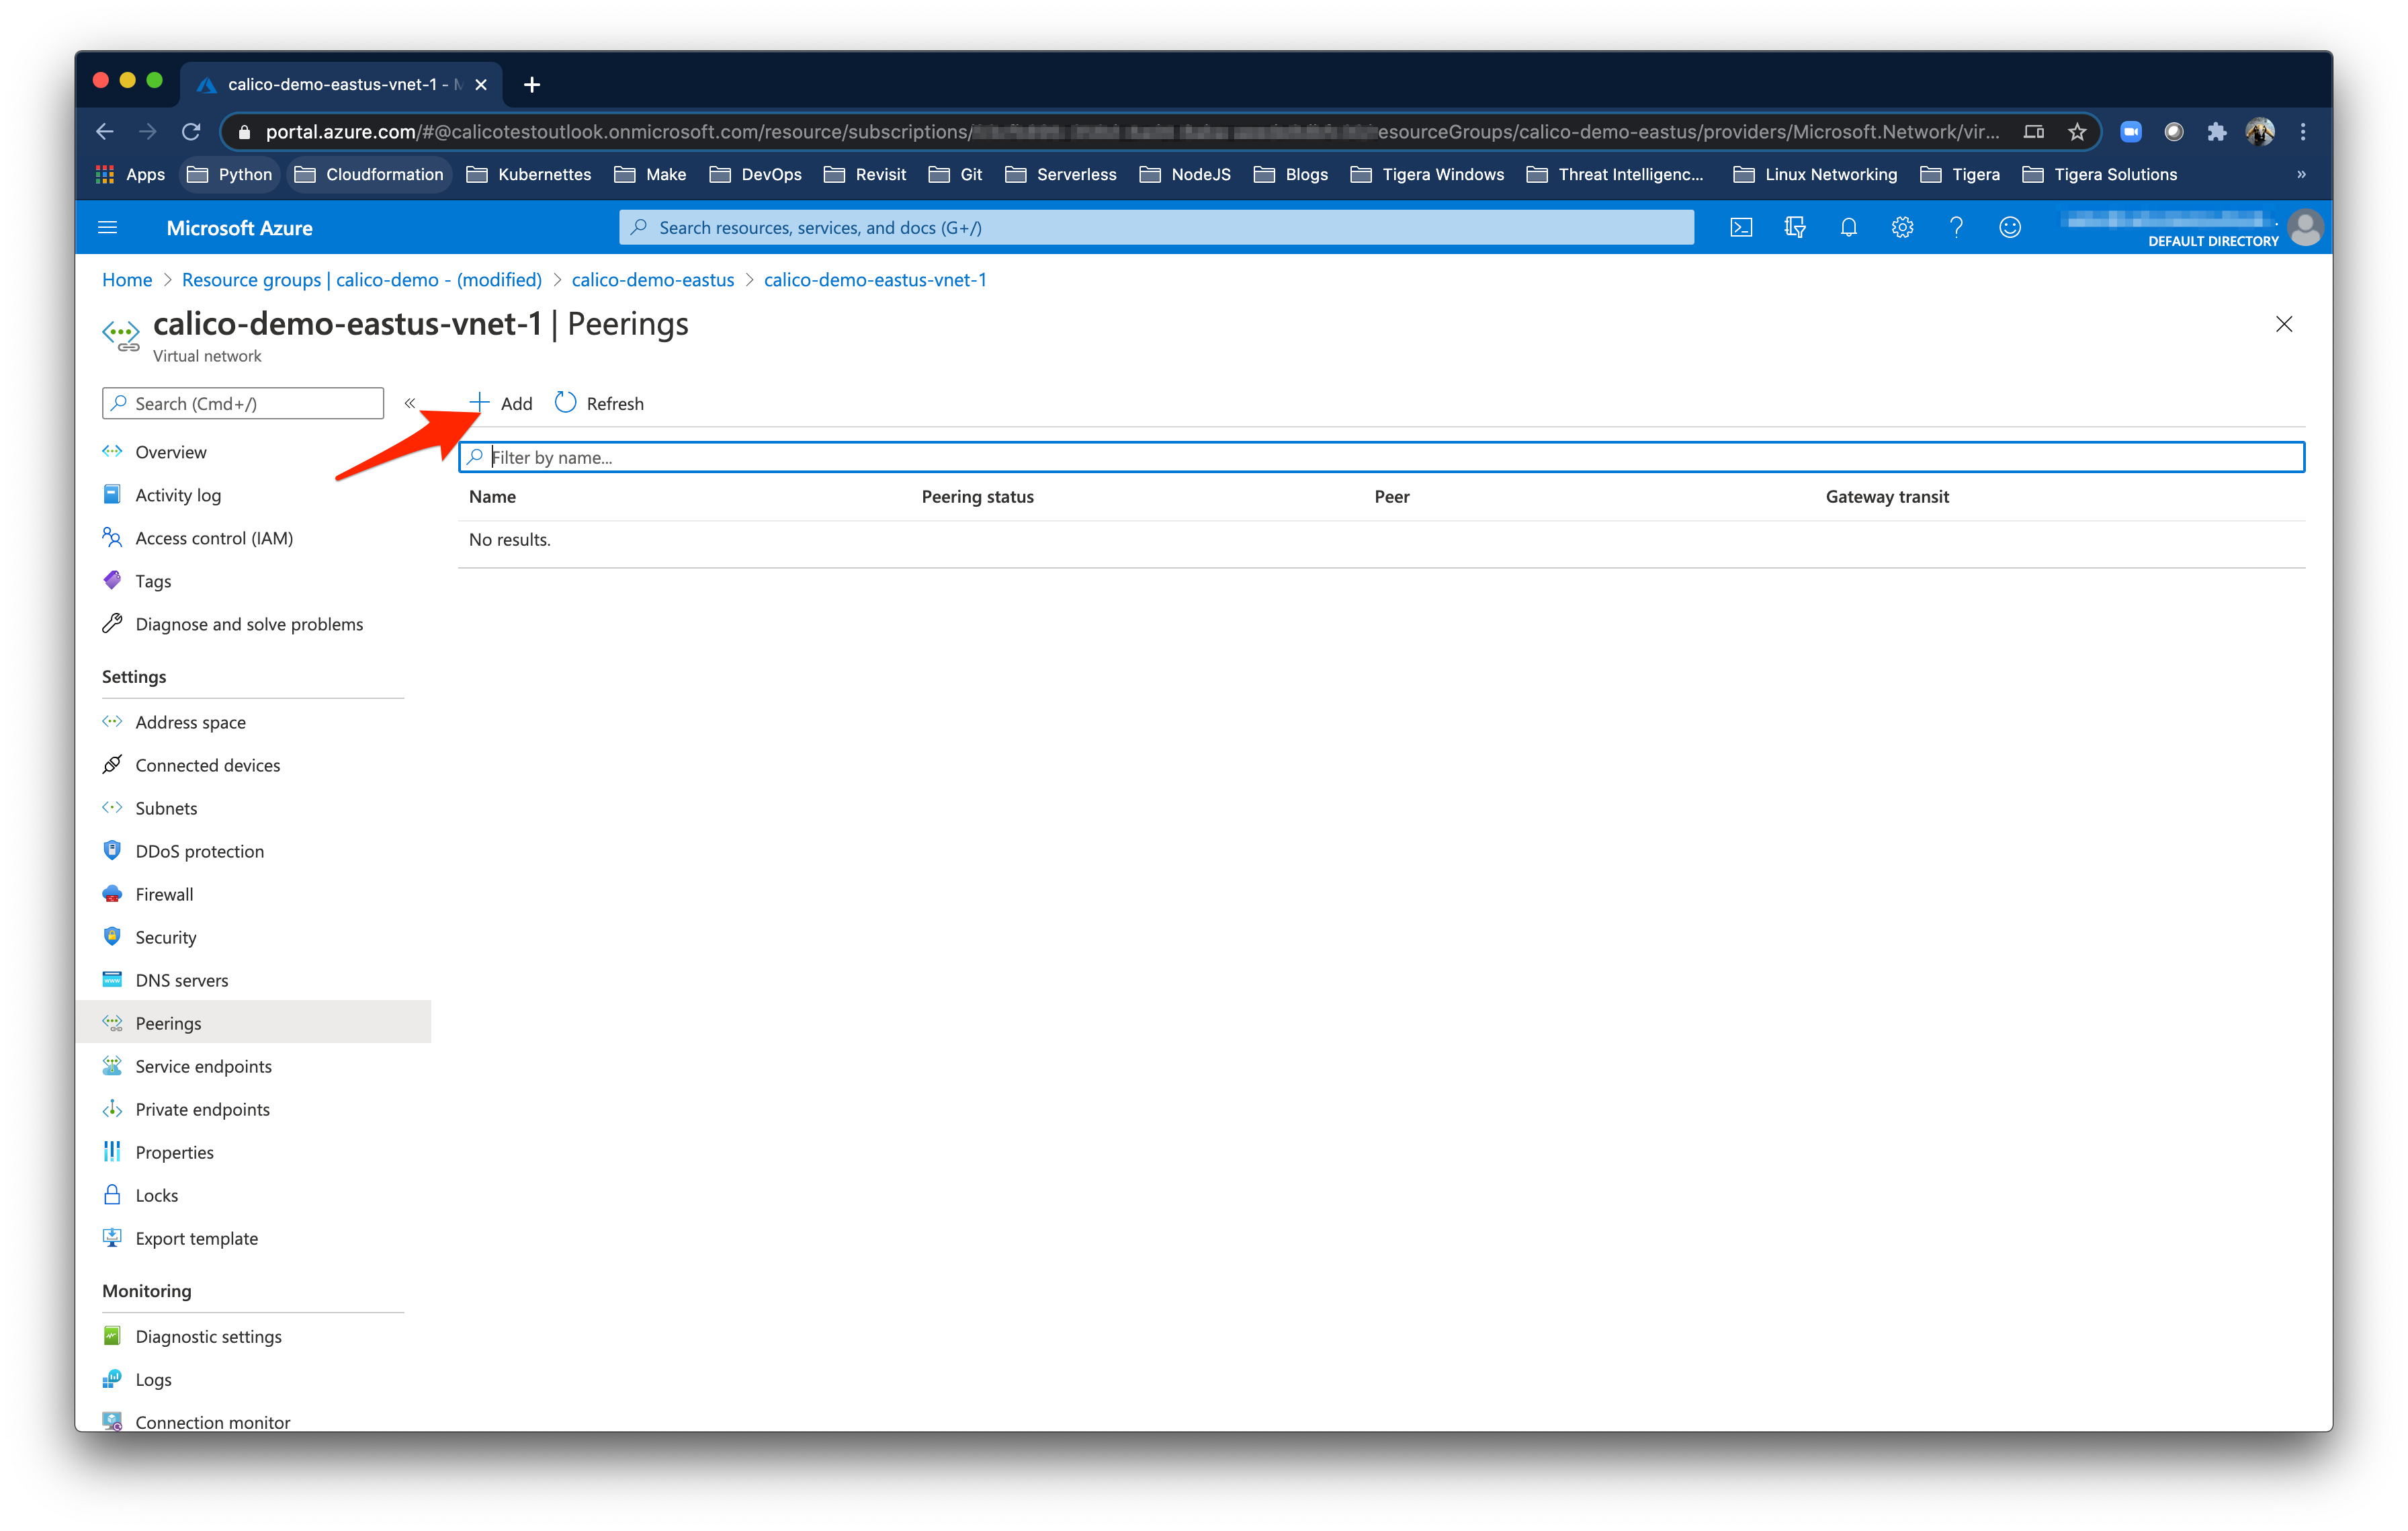 calico-demo-eastus-vnet-1 -
portal.azure.com/#@calicotestoutlook.onmicrosoft.com/resource/subscriptions/ esourceGroups/calico-demo-eastus/providers/Microsoft.Network/vir...
Apps Python Cloudformation Kubernettes Make DevOps Revisit Git Serverless NodeJS Blogs Tigera Windows Threat Intelligenc... Linux Networking Tigera Tigera Solutions »
Microsoft Azure Search resources, services, and docs (G+/)
DEFAULT DIRECTORY
Home > Resource groups | calico-demo - (modified) > calico-demo-eastus > calico-demo-eastus-vnet-1
calico-demo-eastus-vnet-1 | Peerings
Virtual network
Search (Cmd+/) «
Add Refresh
Filter by name...
Name Peering status Peer Gateway transit
No results.
Overview
Activity log
Access control (IAM)
Tags
Diagnose and solve problems
Settings
Address space
Connected devices
Subnets
DDoS protection
Firewall
Security
DNS servers
Peerings
Service endpoints
Private endpoints
Properties
Locks
Export template
Monitoring
Diagnostic settings
Logs
Connection monitor